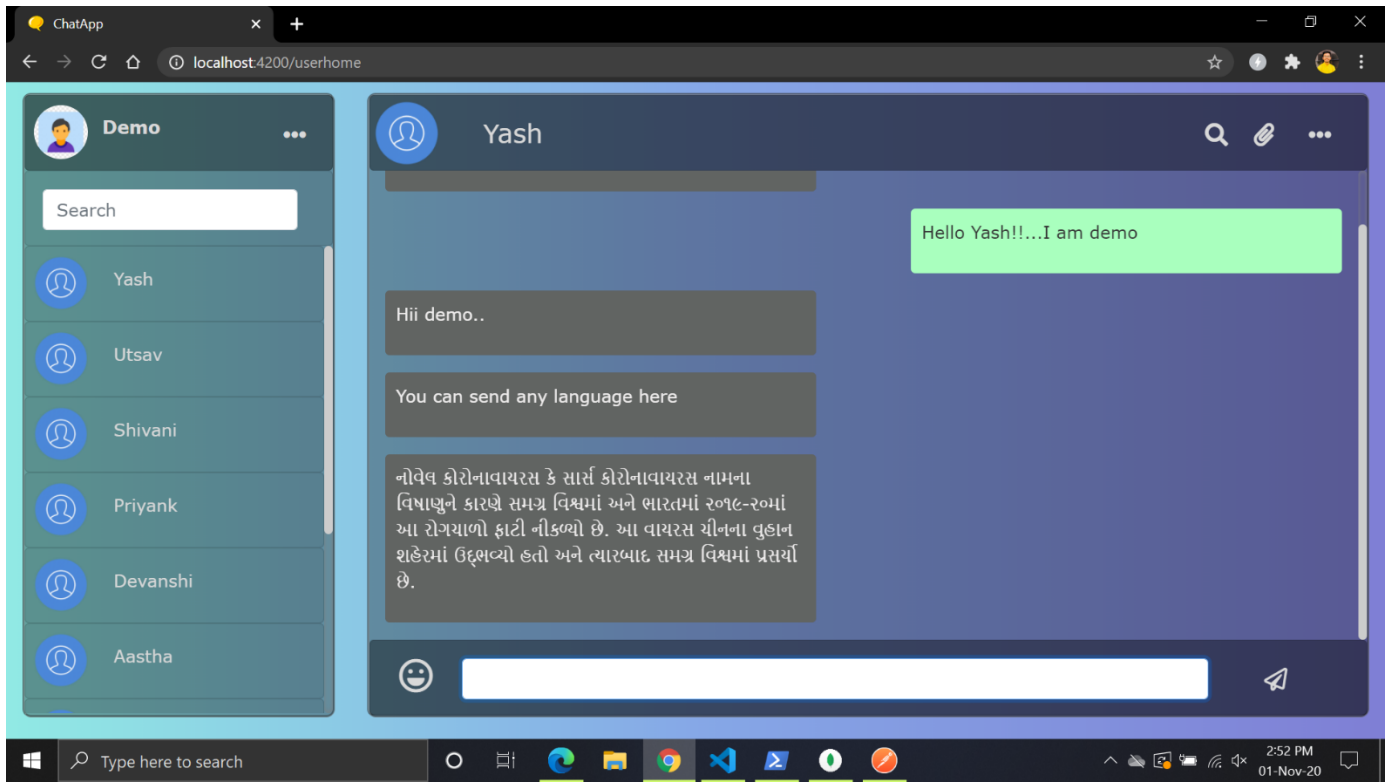 ChatApp
localhost:4200/userhome
Demo
Search
Yash
Utsav
Shivani
Priyank
Devanshi
Aastha
Yash
Hello Yash!!...I am demo
Hii demo..
You can send any language here
નોવેલ કોરોનાવાયરસ કે સાર્સ કોરોનાવાયરસ નામના
વિષાણુને કારણે સમગ્ર વિશ્વમાં અને ભારતમાં ૨૦૧૯-૨૦માં
આ રોગચાળો ફાટી નીકળ્યો છે. આ વાયરસ ચીનના વુહાન
શહેરમાં ઉદ્ભવ્યો હતો અને ત્યારબાદ સમગ્ર વિશ્વમાં પ્રસર્યો
છે.
Type here to search
2:52 PM
01-Nov-20